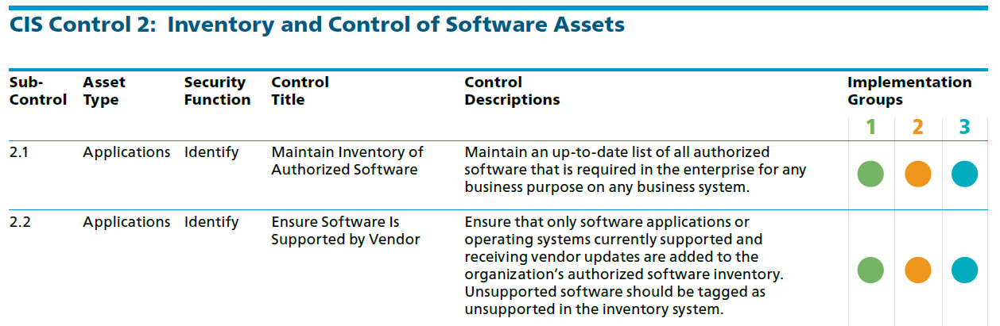 CIS Control 2: Inventory and Control of Software Assets
Sub-Control Asset Type Security Function Control Title Control Descriptions Implementation Groups
1 2 3
2.1 Applications Identify Maintain Inventory of Maintain an up-to-date list of all authorized
Authorized Software software that is required in the enterprise for any
business purpose on any business system.
2.2 Applications Identify Ensure Software Is Ensure that only software applications or
Supported by Vendor operating systems currently supported and
receiving vendor updates are added to the
organization's authorized software inventory.
Unsupported software should be tagged as
unsupported in the inventory system.